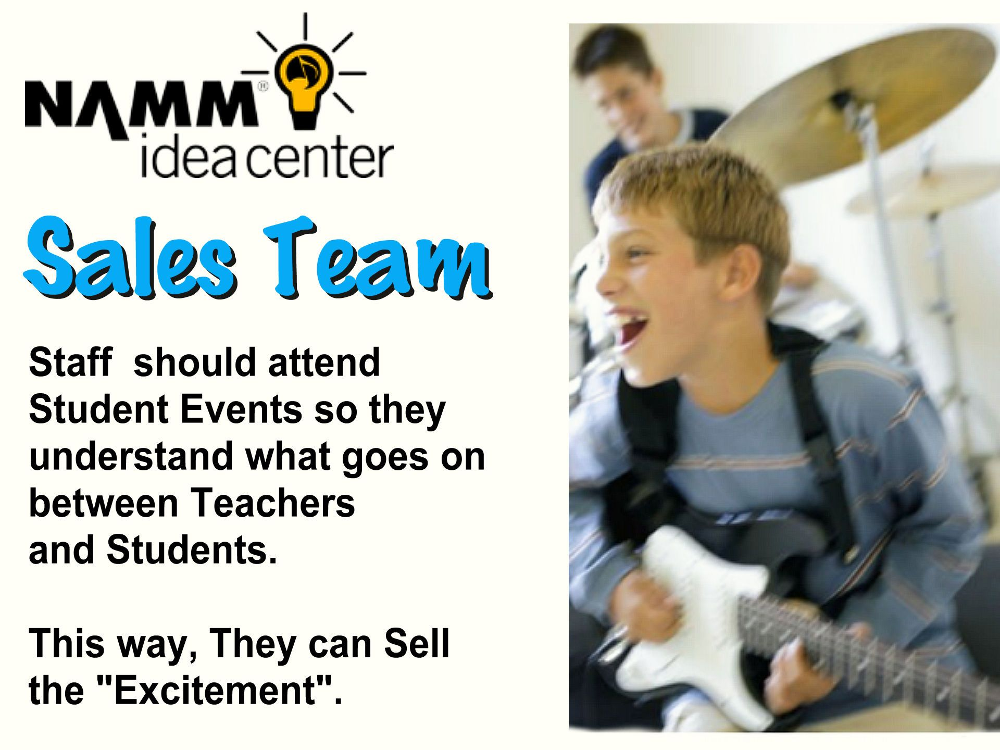 NAMM®
idea center
Sales Team
Staff  should attend
Student Events so they
understand what goes on
between Teachers
and Students.
This way, They can Sell
the "Excitement".